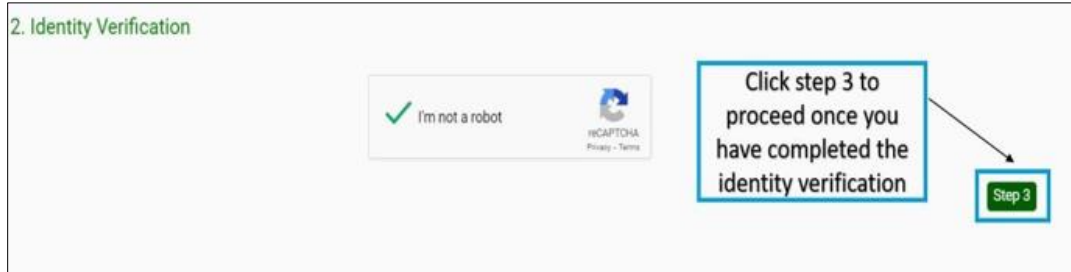 2. Identity Verification
I'm not a robot
reCAPTCHA
Privacy - Terms
Click step 3 to
proceed once you
have completed the
identity verification
Step 3